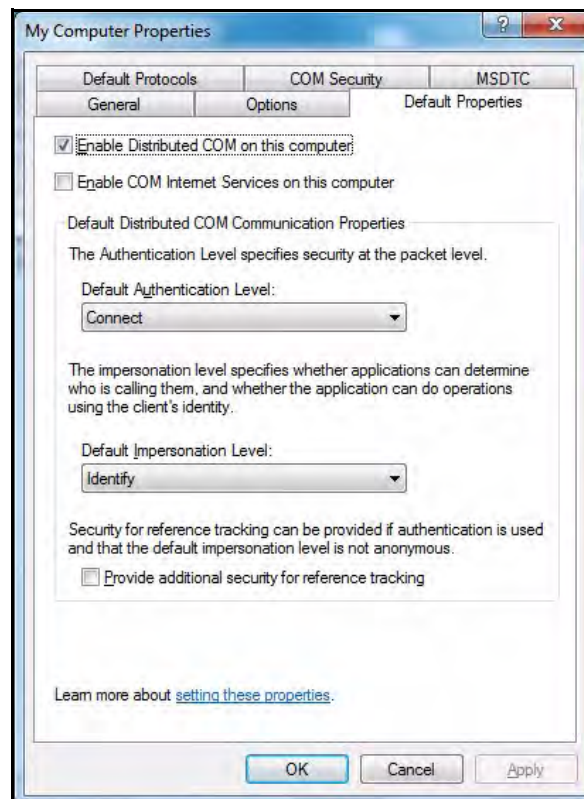 My Computer Properties
?
Default Protocols
COM Security
MSDTC
General
Options
Default Properties
Enable Distributed COM on this computer
Enable COM Internet Services on this computer
Default Distributed COM Communication Properties
The Authentication Level specifies security at the packet level.
Default Authentication Level:
Connect
The impersonation level specifies whether applications can determine
who is calling them, and whether the application can do operations
using the client's identity.
Default Impersonation Level:
Identify
Security for reference tracking can be provided if authentication is used
and that the default impersonation level is not anonymous.
Provide additional security for reference tracking
Learn more about setting these properties.
OK
Cancel
Apply